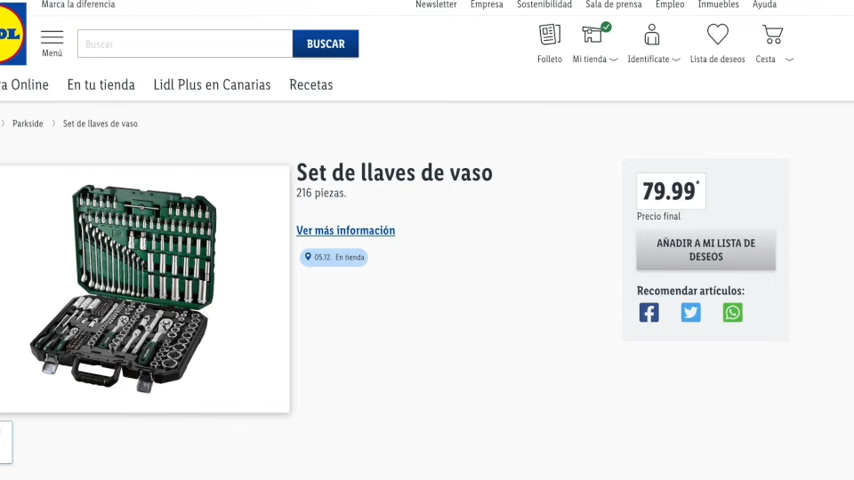 Marca la diferencia
Newsletter Empresa Sostenibilidad Sala de prensa Empleo Inmuebles Ayuda
Menú
Buscar
BUSCAR
Folleto
Mi tienda
Identifícate
Lista de deseos
Cesta
Online En tu tienda Lidl Plus en Canarias Recetas
Parkside Set de llaves de vaso
Set de llaves de vaso
216 piezas.
Ver más información
05.12. En tienda
79.99*
Precio final
AÑADIR A MI LISTA DE
DESEOS
Recomendar artículos: